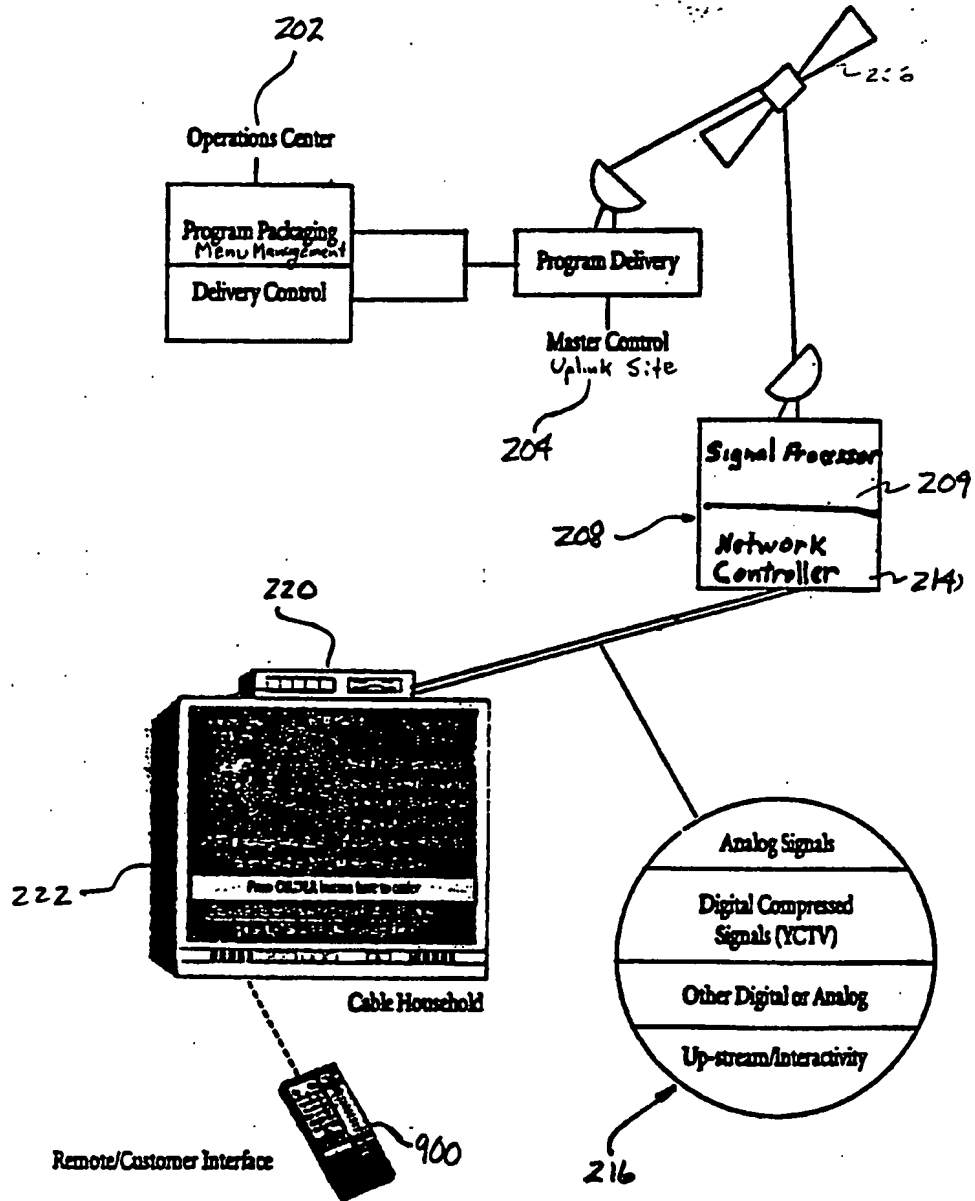 202
Operations Center
Program Packaging
Menu Management
Delivery Control
Program Delivery
Master Control
Uplink Site
204
Signal Processor
209
208
Network
Controller
214
220
222
Cable Household
Analog Signals
Digital Compressed
Signals (YCTV)
Other Digital or Analog
Up-stream/Interactivity
216
900
Remote/Customer Interface